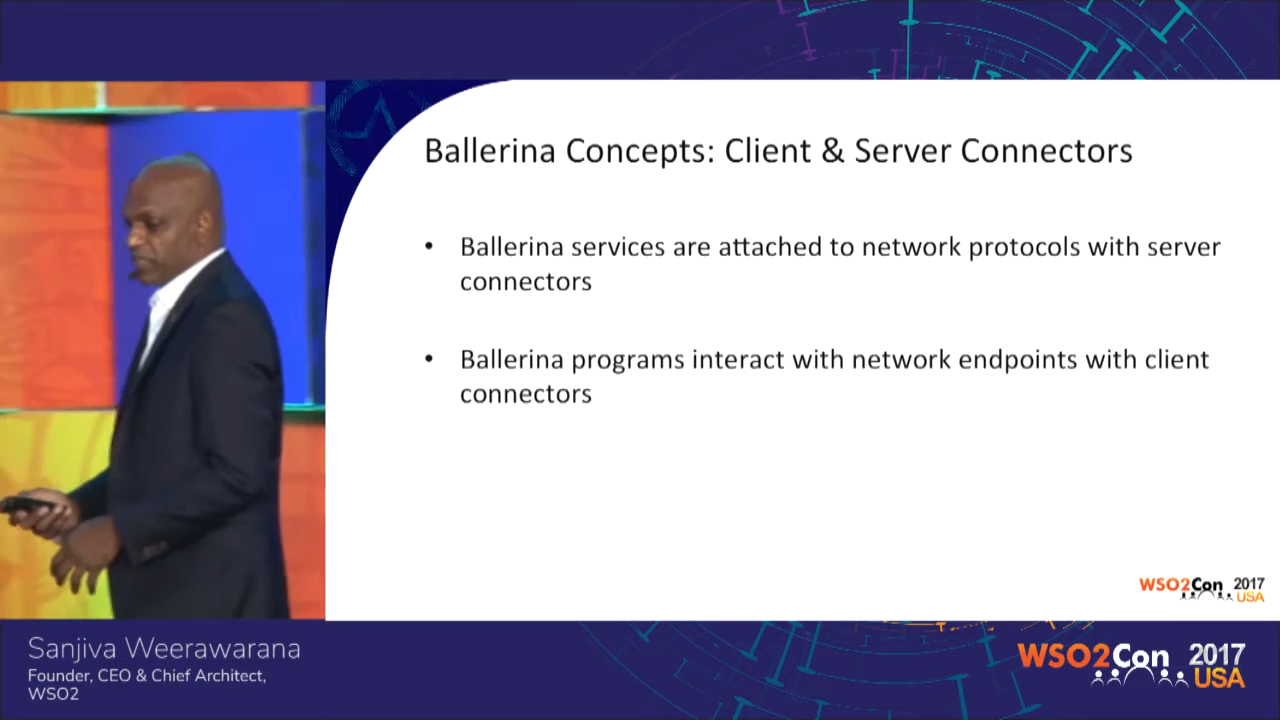 Ballerina Concepts: Client & Server Connectors
• Ballerina services are attached to network protocols with server
connectors
• Ballerina programs interact with network endpoints with client
connectors
WSO2Con 2017
USA
Sanjiva Weerawarana
Founder, CEO & Chief Architect,
WSO2
WSO2Con 2017
USA